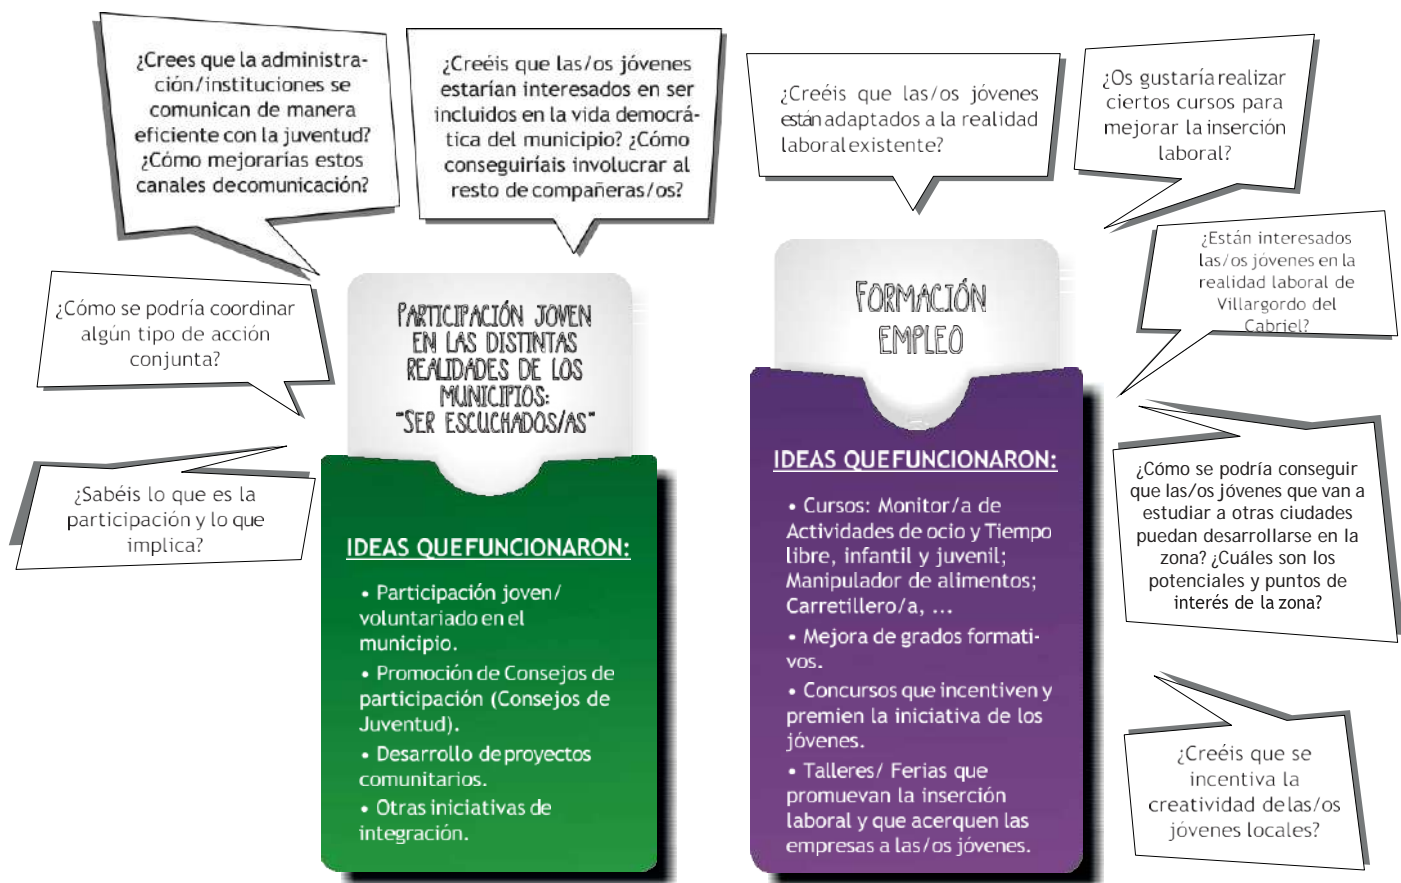 ¿Crees que la administra-
ción/instituciones se
comunican de manera
eficiente con la juventud?
¿Cómo mejorarías estos
canales decomunicación?
¿Creéis que las/os jóvenes
estarían interesados en ser
incluidos en la vida democrá-
tica del municipio? ¿Cómo
conseguiríais involucrar al
resto de compañeras/os?
¿Cómo se podría coordinar
algún tipo de acción
conjunta?
¿Sabéis lo que es la
participación y lo que
implica?
PARTICIPACIÓN JOVEN
EN LAS DISTINTAS
REALIDADES DE LOS
MUNICIPIOS:
"SER ESCUCHADOS/AS"
IDEAS QUEFUNCIONARON:
• Participación joven/
voluntariado en el
municipio.
• Promoción de Consejos de
participación (Consejos de
Juventud).
• Desarrollo deproyectos
comunitarios.
• Otras iniciativas de
integración.
¿Creéis que las/os jóvenes
estánadaptados a la realidad
laboralexistente?
¿Os gustaríarealizar
ciertos cursos para
mejorar la inserción
laboral?
¿Están interesados
las/os jóvenes en la
realidad laboral de
Villargordo del
Cabriel?
¿Cómo se podría conseguir
que las/os jóvenes que van a
estudiar a otras ciudades
puedan desarrollarse en la
zona? ¿Cuáles son los
potenciales y puntos de
interés de la zona?
¿Creéis que se
incentiva la
creatividad delas/os
jóvenes locales?
FORMACIÓN
EMPLEO
IDEAS QUEFUNCIONARON:
• Cursos: Monitor/a de
Actividades de ocio y Tiempo
libre, infantil y juvenil;
Manipulador de alimentos;
Carretillero/a, ...
• Mejora de grados formati-
vos.
• Concursos que incentiven y
premien la iniciativa de los
jóvenes.
• Talleres/ Ferias que
promuevan la inserción
laboral y que acerquen las
empresas a las/os jóvenes.